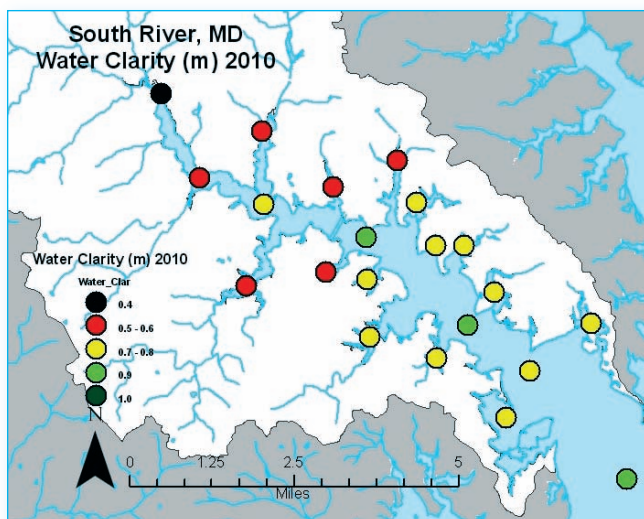 South River, MD
Water Clarity (m) 2010
Water Clarity (m) 2010
Water_Clar
0.4
0.5 - 0.6
0.7 - 0.8
0.9
1.0
N
0 1.25 2.5 5
Miles